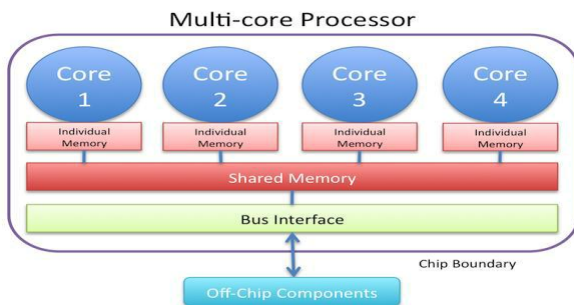 Multi-core Processor
Core
1
Core
2
Core
3
Core
4
Individual
Memory
Individual
Memory
Individual
Memory
Individual
Memory
Shared Memory
Bus Interface
Chip Boundary
Off-Chip Components